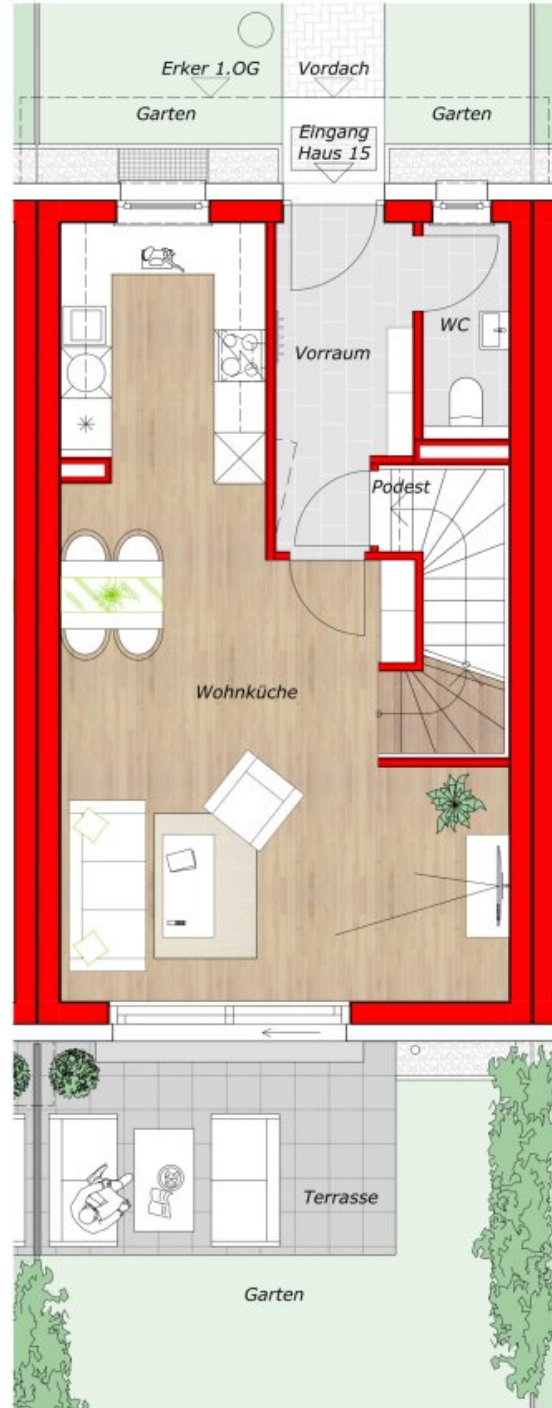 Erker 1.OG
Vordach
Garten
Garten
Eingang
Haus 15
WC
Vorraum
Podest
Wohnküche
Terrasse
Garten